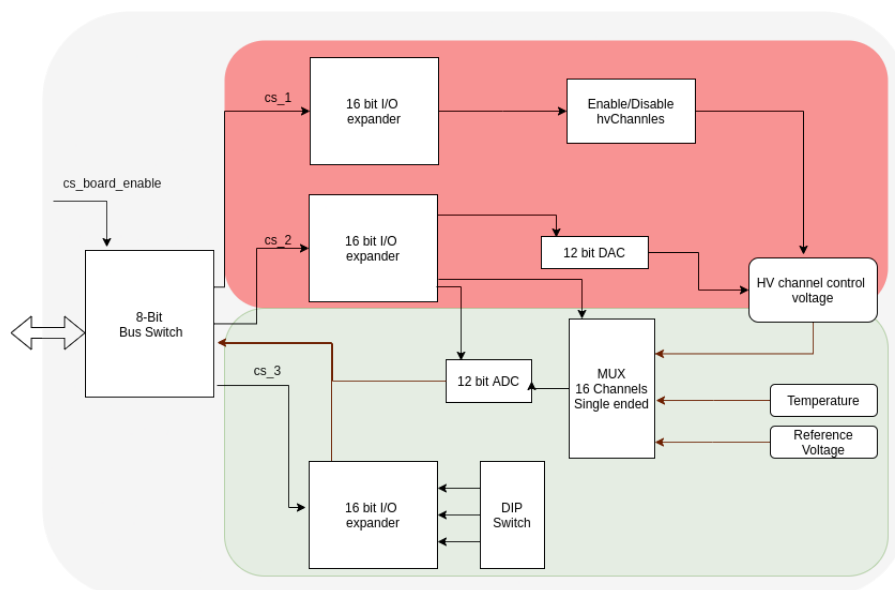 cs_1
16 bit I/O
expander
Enable/Disable
hvChannles
cs_board_enable
cs_2
16 bit I/O
expander
12 bit DAC
HV channel control
voltage
8-Bit
Bus Switch
cs_3
12 bit ADC
MUX
16 Channels
Single ended
Temperature
Reference
Voltage
16 bit I/O
expander
DIP
Switch